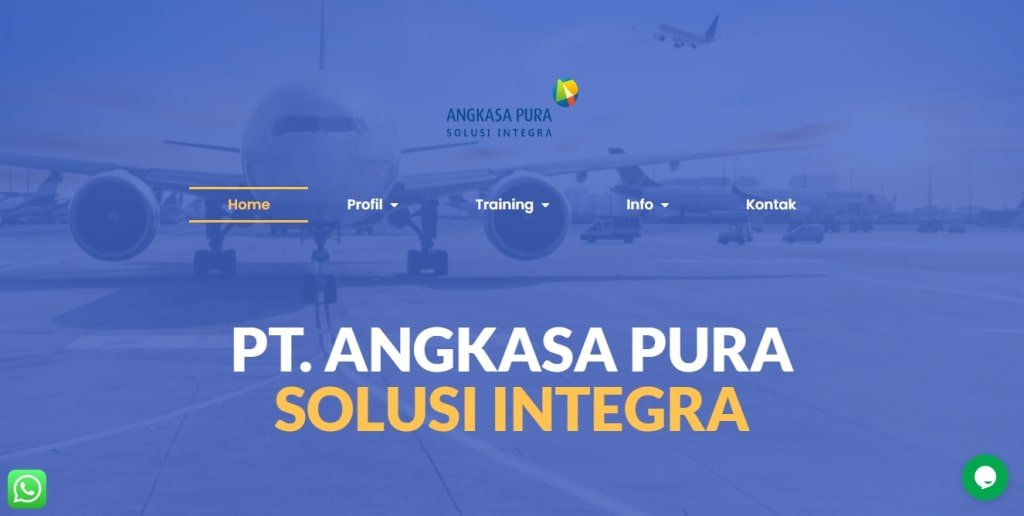 ANGKASA PURA
SOLUSI INTEGRA
Home Profil Training Info Kontak
PT. ANGKASA PURA
SOLUSI INTEGRA